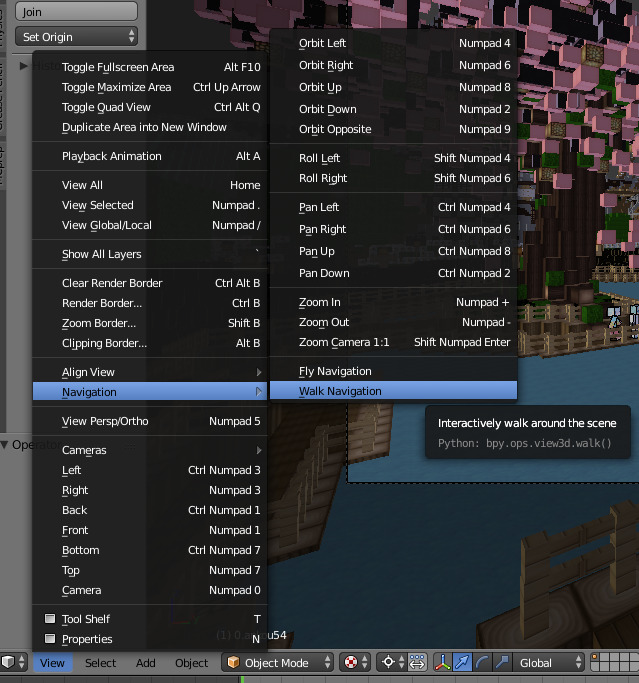 Join
Set Origin
Toggle Fullscreen Area Alt F10
Toggle Maximize Area Ctrl Up Arrow
Toggle Quad View Ctrl Alt Q
Duplicate Area into New Window
Playback Animation Alt A
View All Home
View Selected Numpad .
View Global/Local Numpad /
Show All Layers `
Clear Render Border Ctrl Alt B
Render Border... Ctrl B
Zoom Border... Shift B
Clipping Border... Alt B
Align View
Navigation
View Persp/Ortho Numpad 5
Cameras
Left Ctrl Numpad 3
Right Numpad 3
Back Ctrl Numpad 1
Front Numpad 1
Bottom Ctrl Numpad 7
Top Numpad 7
Camera Numpad 0
Tool Shelf T
Properties N
Orbit Left Numpad 4
Orbit Right Numpad 6
Orbit Up Numpad 8
Orbit Down Numpad 2
Orbit Opposite Numpad 9
Roll Left Shift Numpad 4
Roll Right Shift Numpad 6
Pan Left Ctrl Numpad 4
Pan Right Ctrl Numpad 6
Pan Up Ctrl Numpad 8
Pan Down Ctrl Numpad 2
Zoom In Numpad +
Zoom Out Numpad -
Zoom Camera 1:1 Shift Numpad Enter
Fly Navigation
Walk Navigation
Interactively walk around the scene
Python: bpy.ops.view3d.walk()
View Select Add Object Object Mode Global